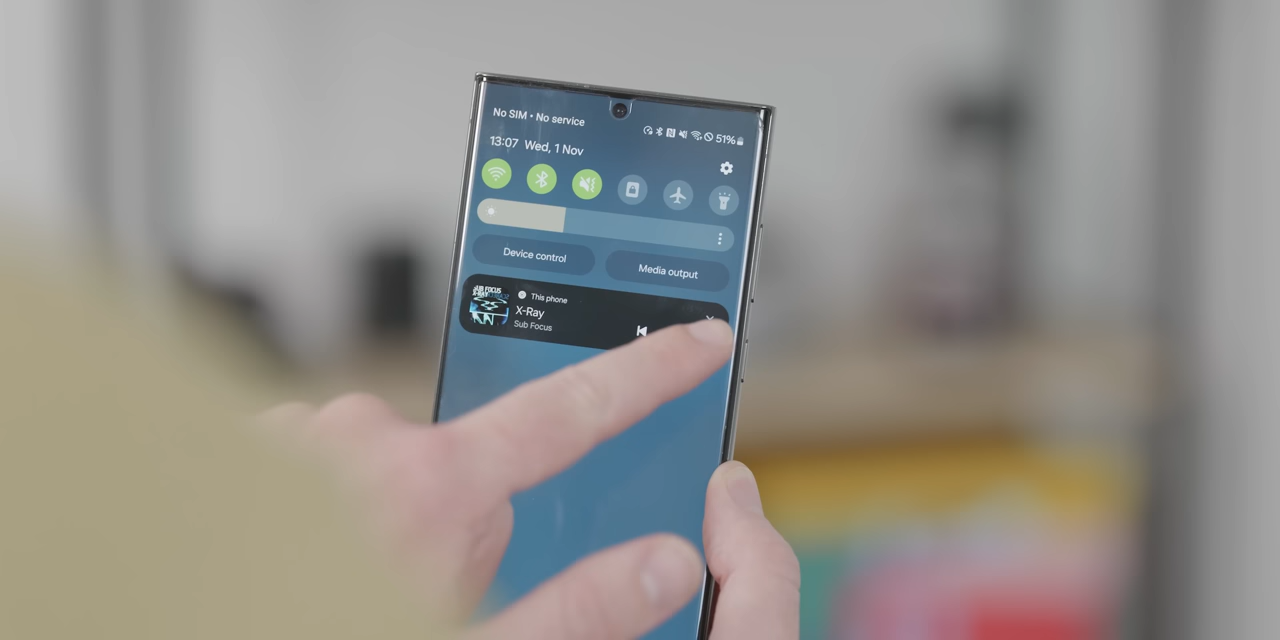 No SIM • No service
51%
13:07 Wed, 1 Nov
Device control
Media output
SUB FOCUS
X-RAY
This phone
X-Ray
Sub Focus